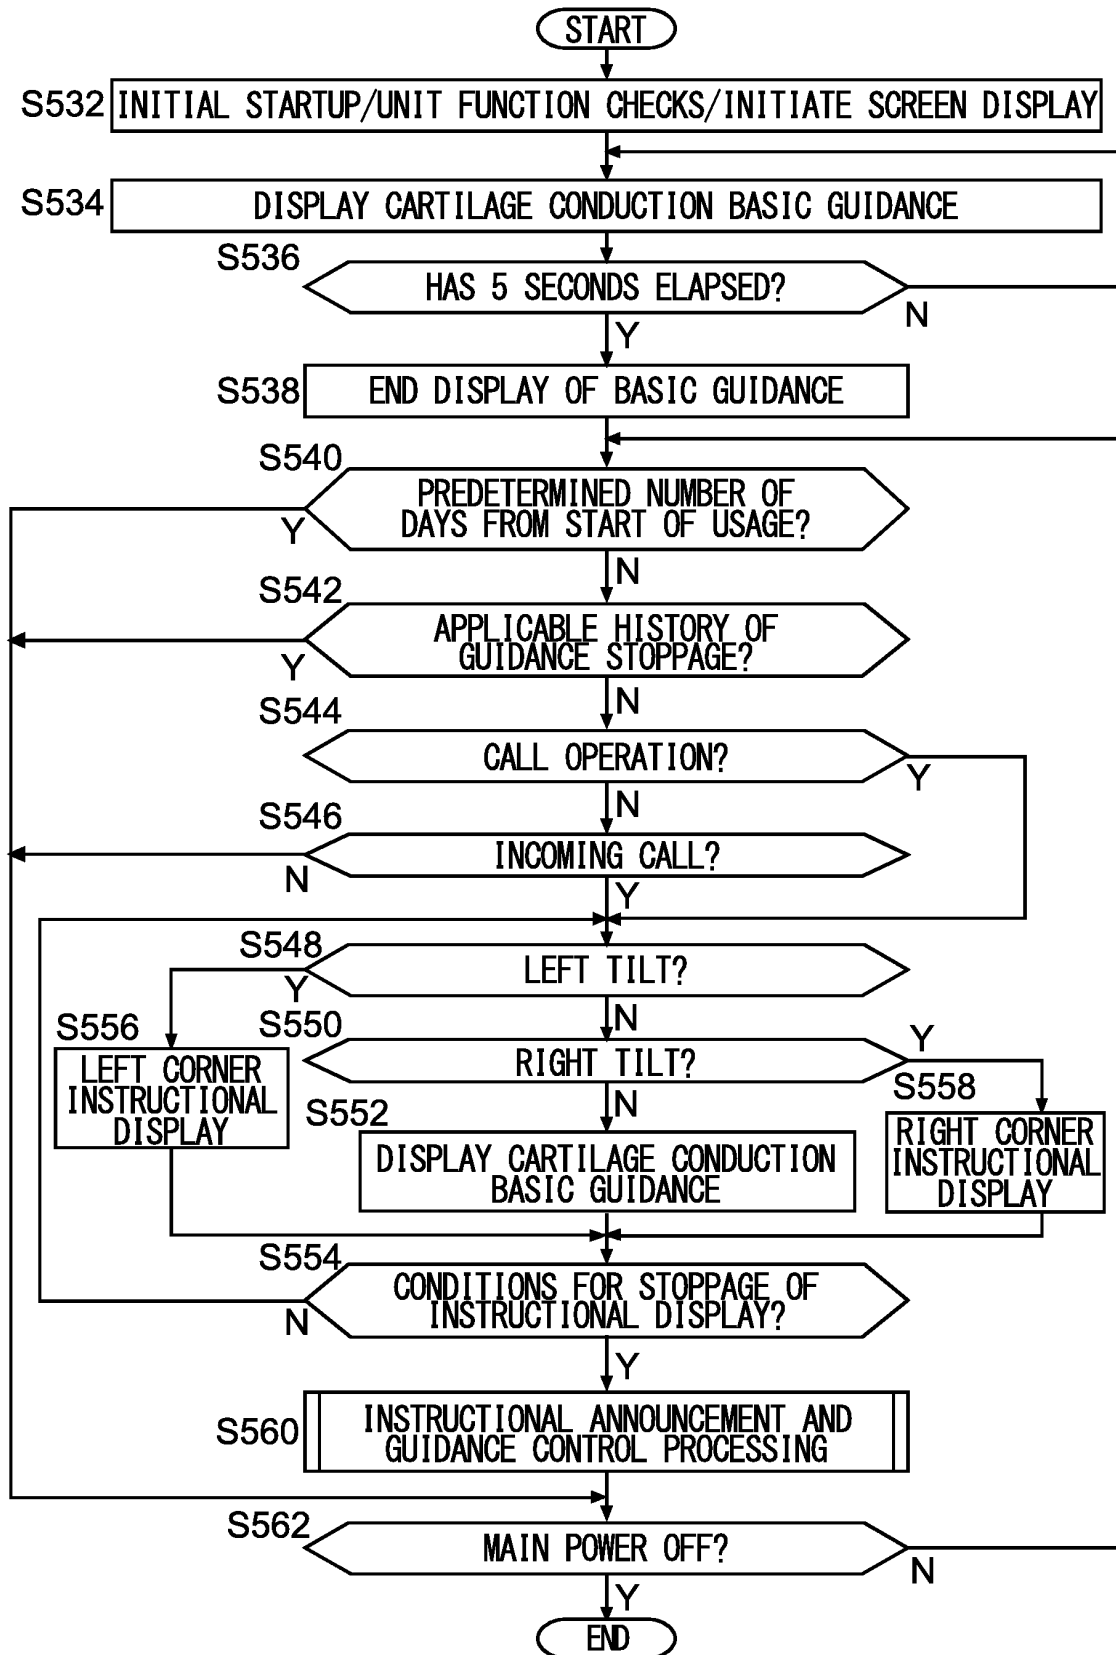 START
S532
INITIAL STARTUP/UNIT FUNCTION CHECKS/INITIATE SCREEN DISPLAY
S534
DISPLAY CARTILAGE CONDUCTION BASIC GUIDANCE
S536
HAS 5 SECONDS ELAPSED?
N
Y
S538
END DISPLAY OF BASIC GUIDANCE
S540
PREDETERMINED NUMBER OF
DAYS FROM START OF USAGE?
Y
N
S542
APPLICABLE HISTORY OF
GUIDANCE STOPPAGE?
Y
N
S544
CALL OPERATION?
Y
N
S546
INCOMING CALL?
N
Y
S548
LEFT TILT?
Y
N
S550
RIGHT TILT?
Y
N
S556
LEFT CORNER
INSTRUCTIONAL
DISPLAY
S552
DISPLAY CARTILAGE CONDUCTION
BASIC GUIDANCE
S558
RIGHT CORNER
INSTRUCTIONAL
DISPLAY
S554
CONDITIONS FOR STOPPAGE OF
INSTRUCTIONAL DISPLAY?
N
Y
S560
INSTRUCTIONAL ANNOUNCEMENT AND
GUIDANCE CONTROL PROCESSING
S562
MAIN POWER OFF?
N
Y
END